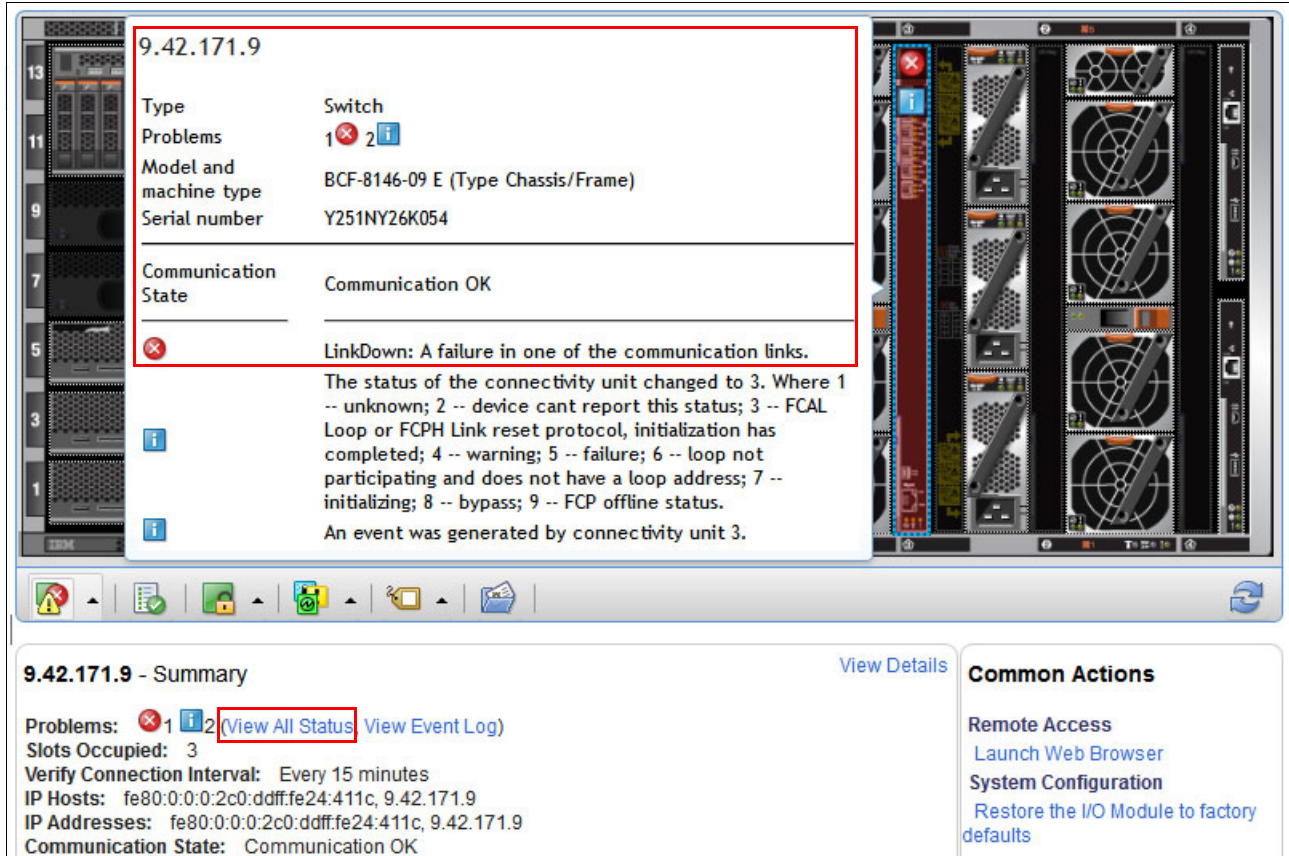 9.42.171.9
Type Switch
Problems 1 2
Model and
machine type BCF-8146-09 E (Type Chassis/Frame)
Serial number Y251NY26K054
Communication
State Communication OK
LinkDown: A failure in one of the communication links.
The status of the connectivity unit changed to 3. Where 1
-- unknown; 2 -- device cant report this status; 3 -- FCAL
Loop or FCPH Link reset protocol, initialization has
completed; 4 -- warning; 5 -- failure; 6 -- loop not
participating and does not have a loop address; 7 --
initializing; 8 -- bypass; 9 -- FCP offline status.
An event was generated by connectivity unit 3.
13
11
9
7
5
3
1
IBM
9.42.171.9 - Summary
View Details
Problems: 1 2 (View All Status, View Event Log)
Slots Occupied: 3
Verify Connection Interval: Every 15 minutes
IP Hosts: fe80:0:0:0:2c0:ddff:fe24:411c, 9.42.171.9
IP Addresses: fe80:0:0:0:2c0:ddff:fe24:411c, 9.42.171.9
Communication State: Communication OK
Common Actions
Remote Access
Launch Web Browser
System Configuration
Restore the I/O Module to factory
defaults